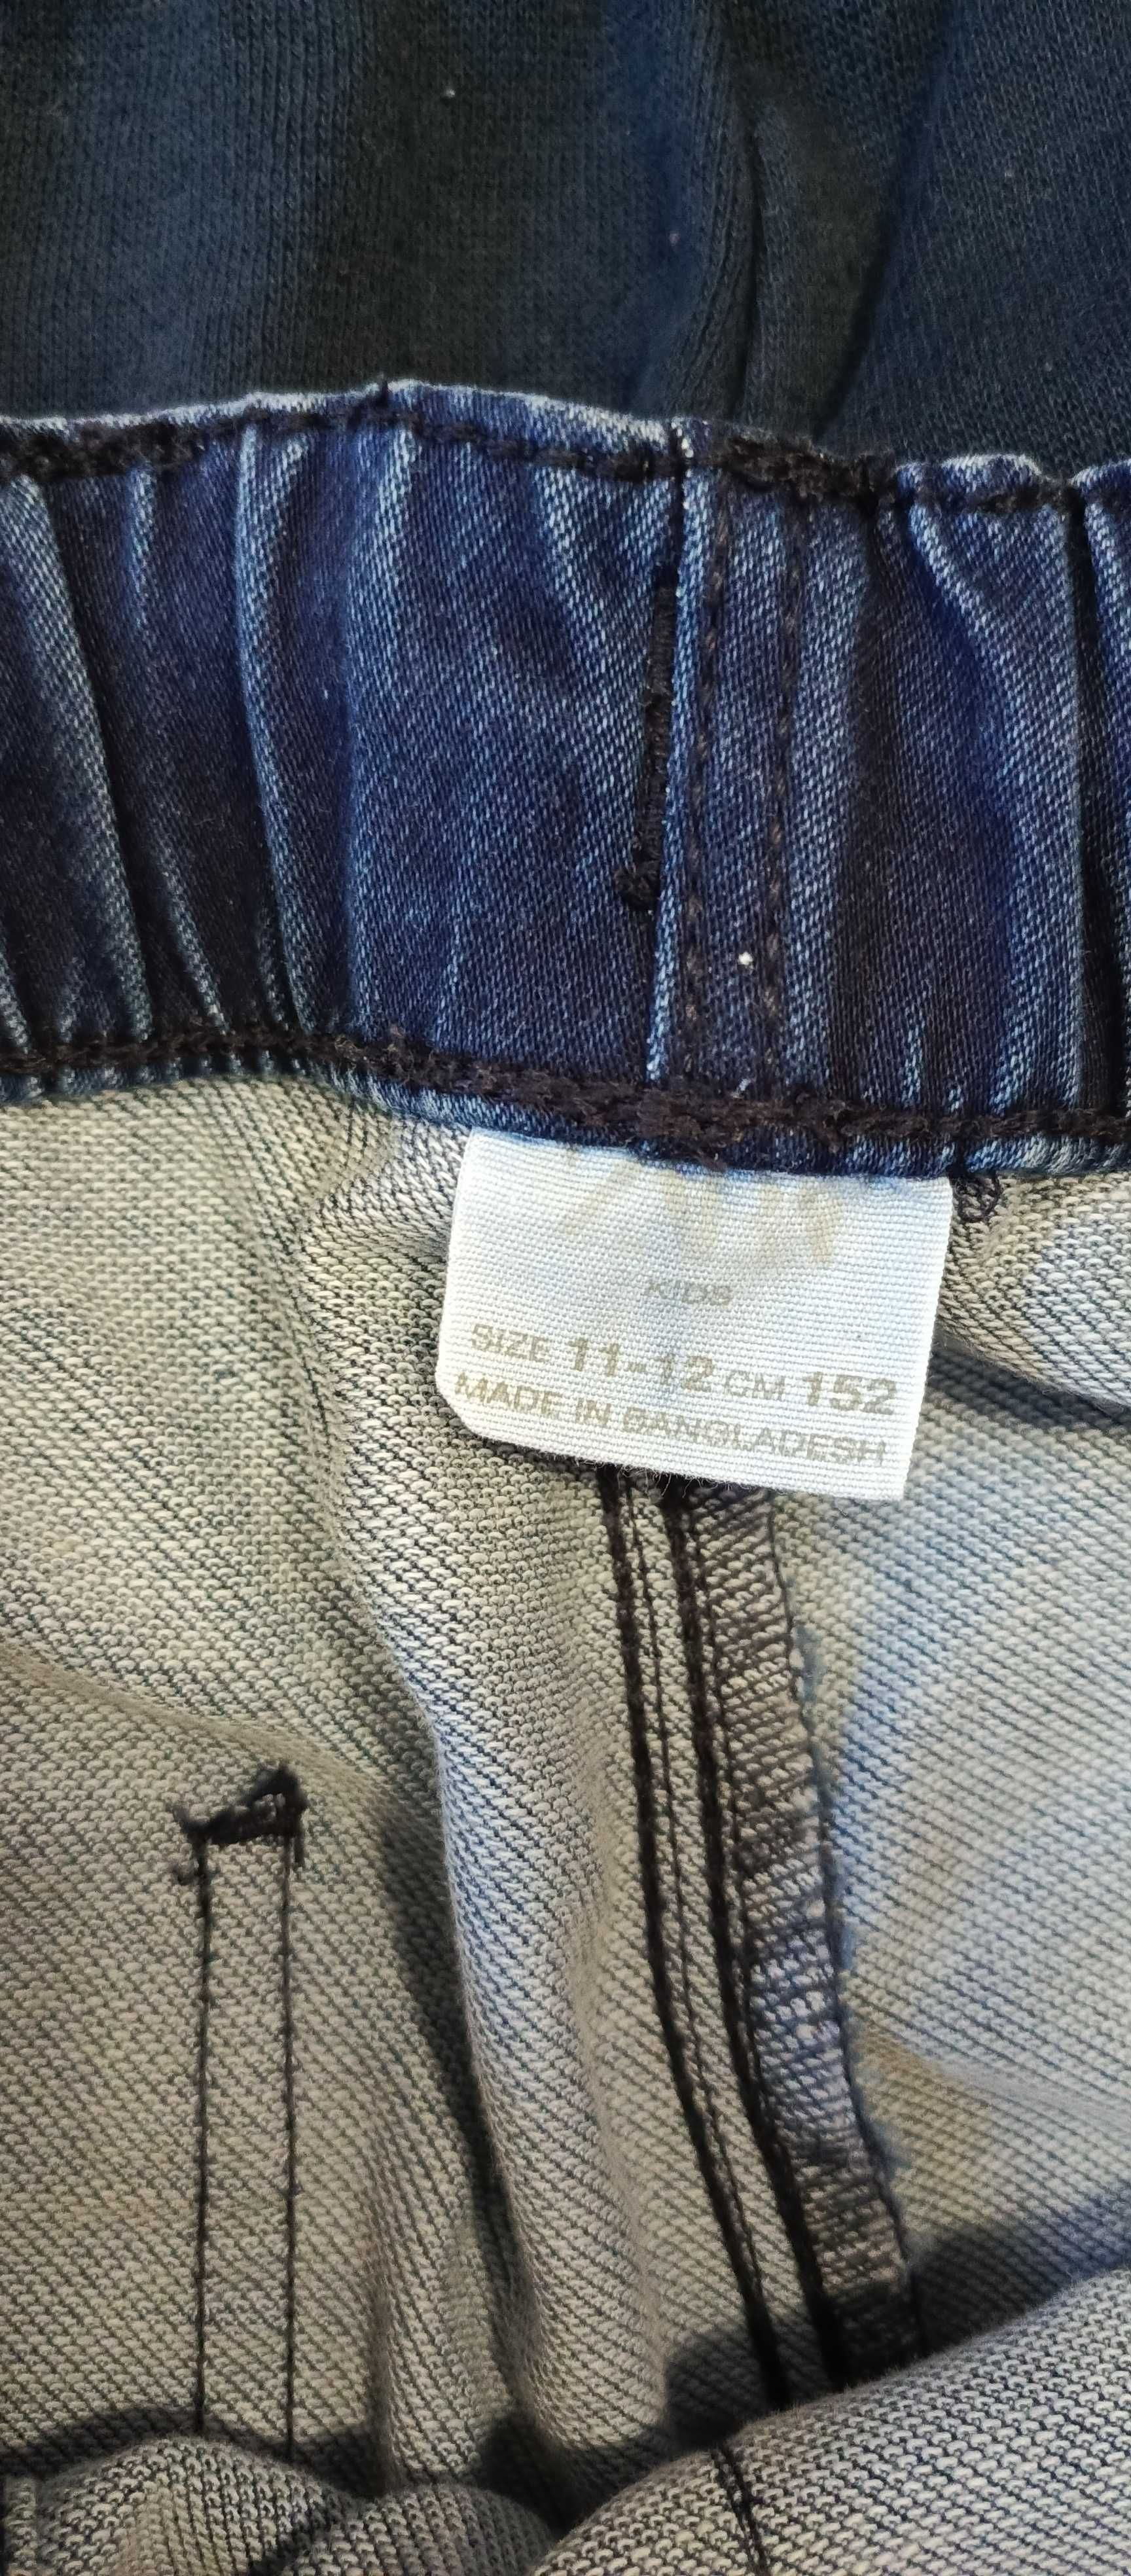 KIDS
SIZE 11-12 CM 152
MADE IN BANGLADESH